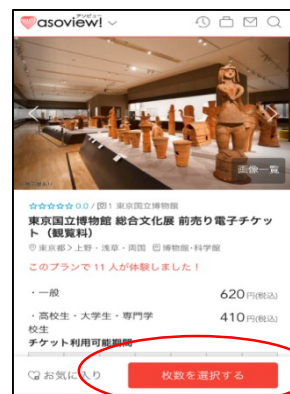 アソビュー!
asoview!
画像一覧
☆☆☆☆☆ 0.0 / 図1 東京国立博物館
東京国立博物館 総合文化展 前売り電子チケッ
ト（観覧料）
東京都 > 上野・浅草・両国 博物館・科学館
このプランで 11 人が体験しました！
・一般 620 円(税込)
・高校生・大学生・専門学 410 円(税込)
校生
チケット利用可能期間
お気に入り 枚数を選択する